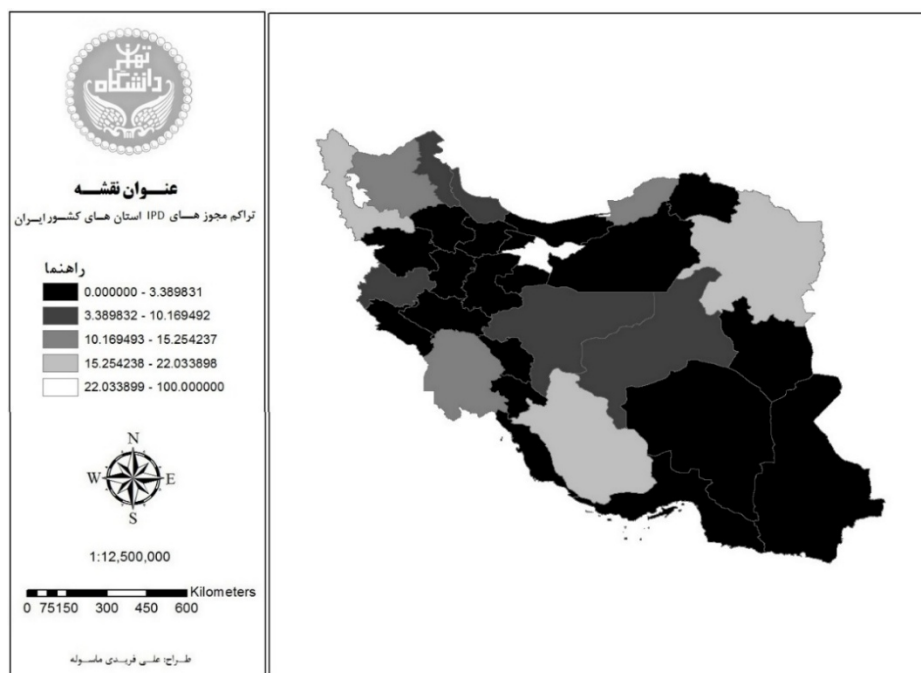 دانشگاه
تهران
عنوان نقشه
تراکم مجوز های IPD استان های کشور ایران
راهنما
0.000000 - 3.389831
3.389832 - 10.169492
10.169493 - 15.254237
15.254238 - 22.033898
22.033899 - 100.000000
N
W E
S
1:12,500,000
Kilometers
0 75150 300 450 600
طراح: علی فریدی ماسوله